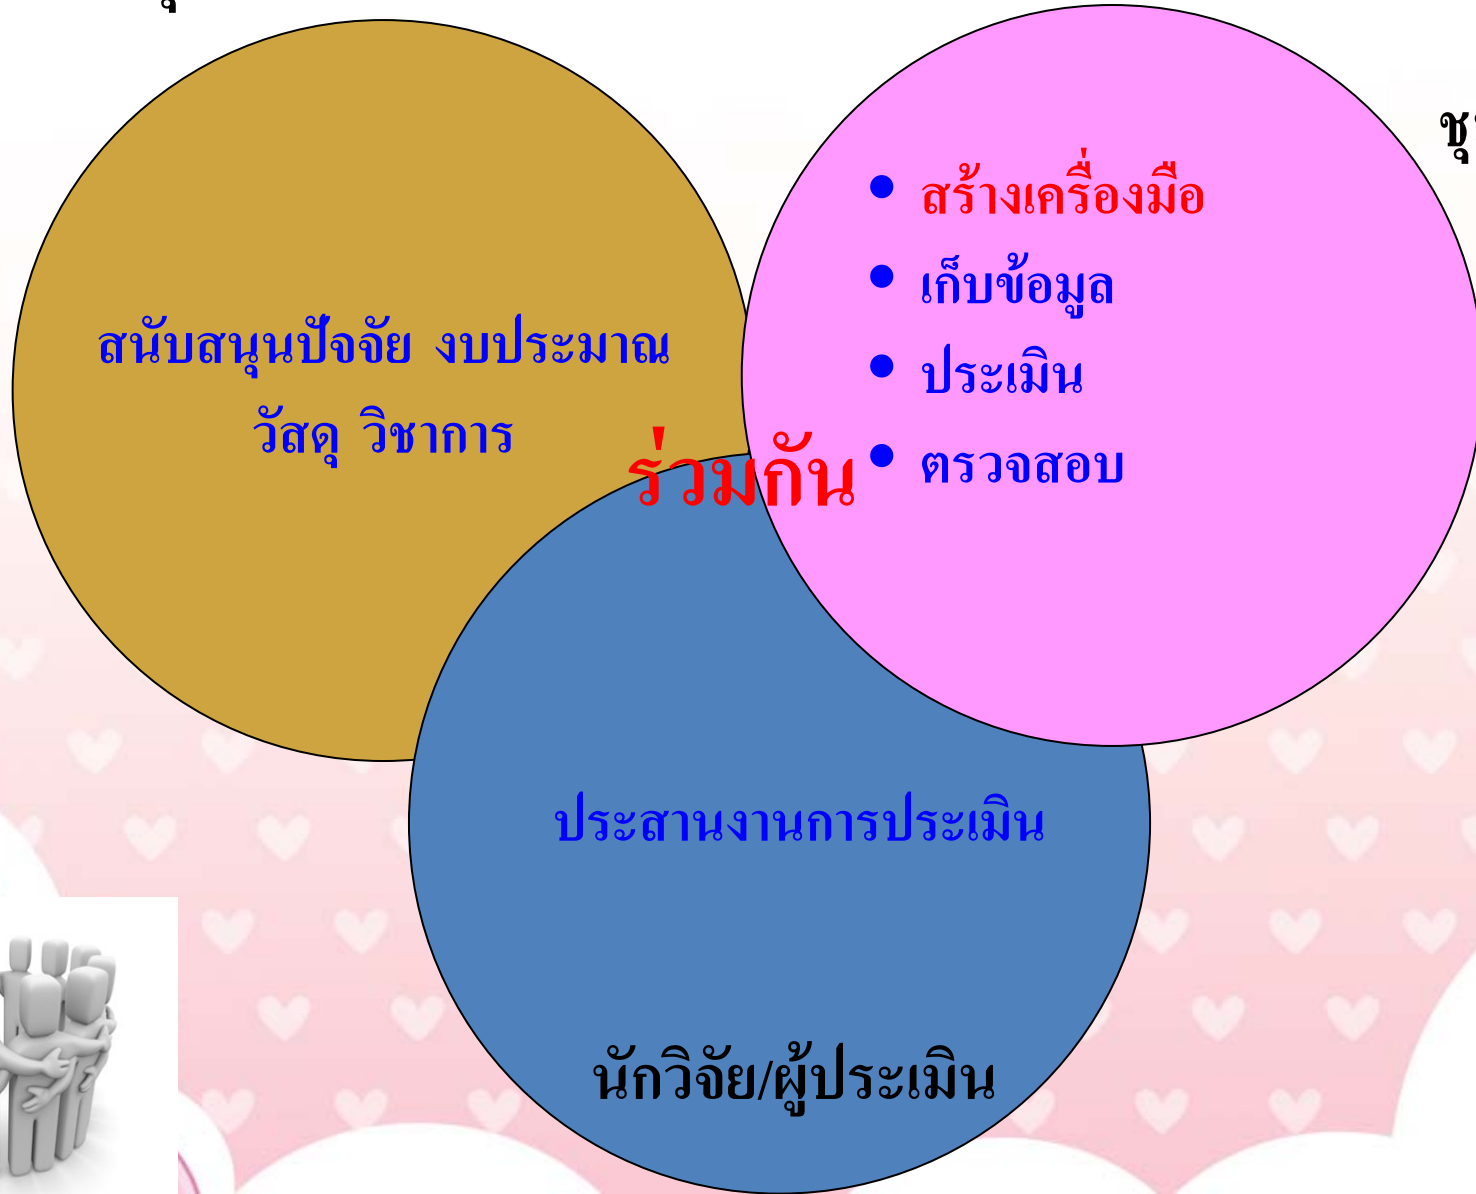 สนับสนุนปัจจัย งบประมาณ
วัสดุ วิชาการ
• สร้างเครื่องมือ
• เก็บข้อมูล
• ประเมิน
• ตรวจสอบ
ร่วมกัน
ประสานงานการประเมิน
นักวิจัย/ผู้ประเมิน